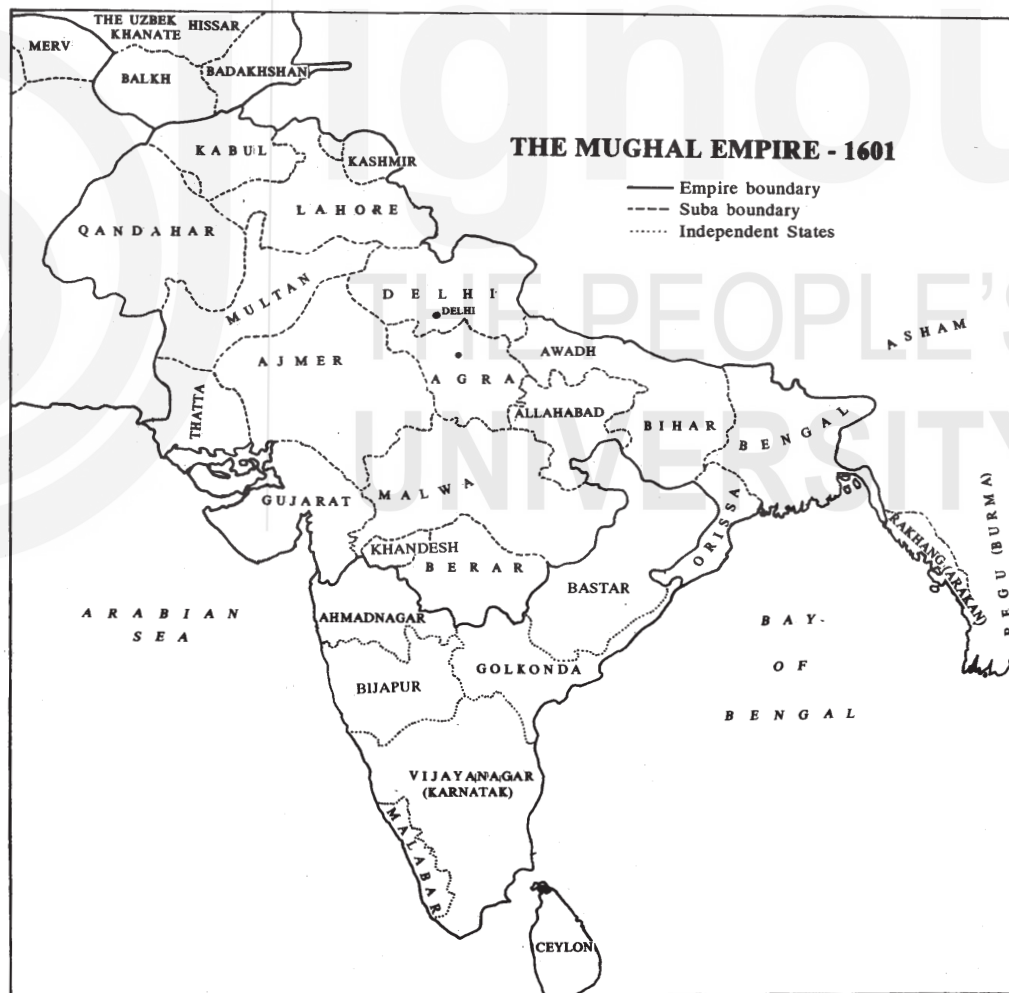 THE UZBEK
KHANATE
HISSAR
MERV
BALKH
BADAKHSHAN
THE MUGHAL EMPIRE - 1601
Empire boundary
Suba boundary
Independent States
KABUL
KASHMIR
LAHORE
QANDAHAR
MULTAN
DELHI
DELHI
ASHAM
AJMER
AGRA
AWADH
THATTA
ALLAHABAD
BIHAR
BENGAL
GUJARAT
MALWA
ORISSA
KHANDESH
BERAR
RAKHANG (ARAKAN)
PEGU (BURMA)
BASTAR
ARABIAN
SEA
AHMADNAGAR
BAY
OF
BENGAL
GOLKONDA
BIJAPUR
VIJAYANAGAR
(KARNATAK)
MALABAR
CEYLON
ignou
THE PEOPLE'S
UNIVERSITY